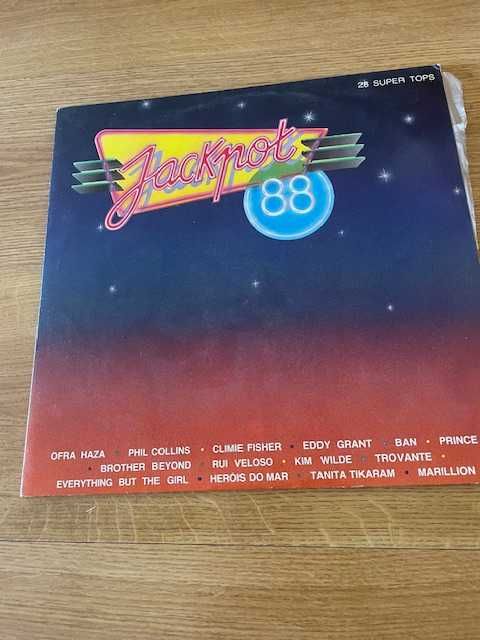 28 SUPER TOPS
Jackpot
88
OFRA HAZA • PHIL COLLINS • CLIMIE FISHER • EDDY GRANT • BAN • PRINCE
• BROTHER BEYOND • RUI VELOSO • KIM WILDE • TROVANTE •
EVERYTHING BUT THE GIRL • HERÓIS DO MAR • TANITA TIKARAM • MARILLION